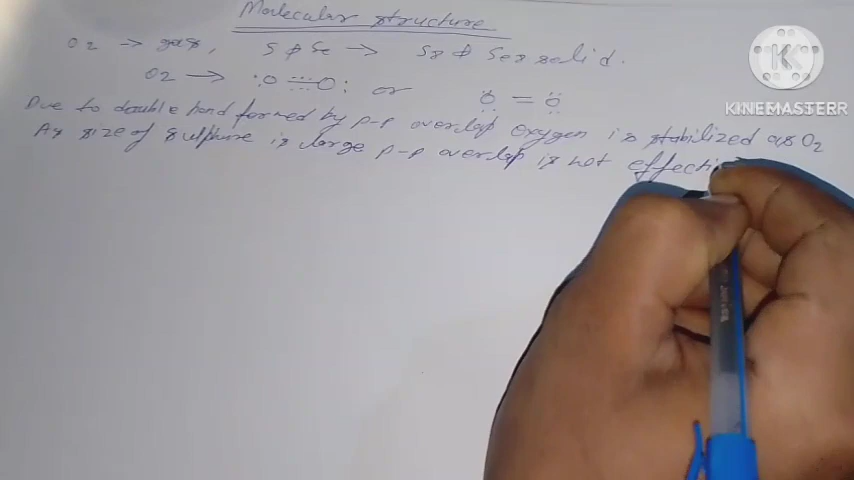 Molecular structure
O2 → gas, S & Se → S8 & Se8 solid.
O2 → :O O: or O = O
Due to double bond formed by p-p overlap oxygen is stabilized as O2
As size of sulphure is large p-p overlap is not effecti
KINEMASTER